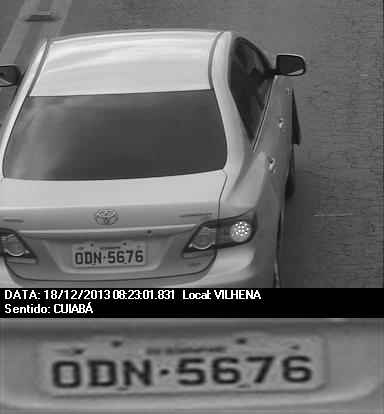 ODN-5676
DATA: 18/12/2013 08:23:01.831 Local: VILHENA
Sentido: CUIABÁ
ODN·5676